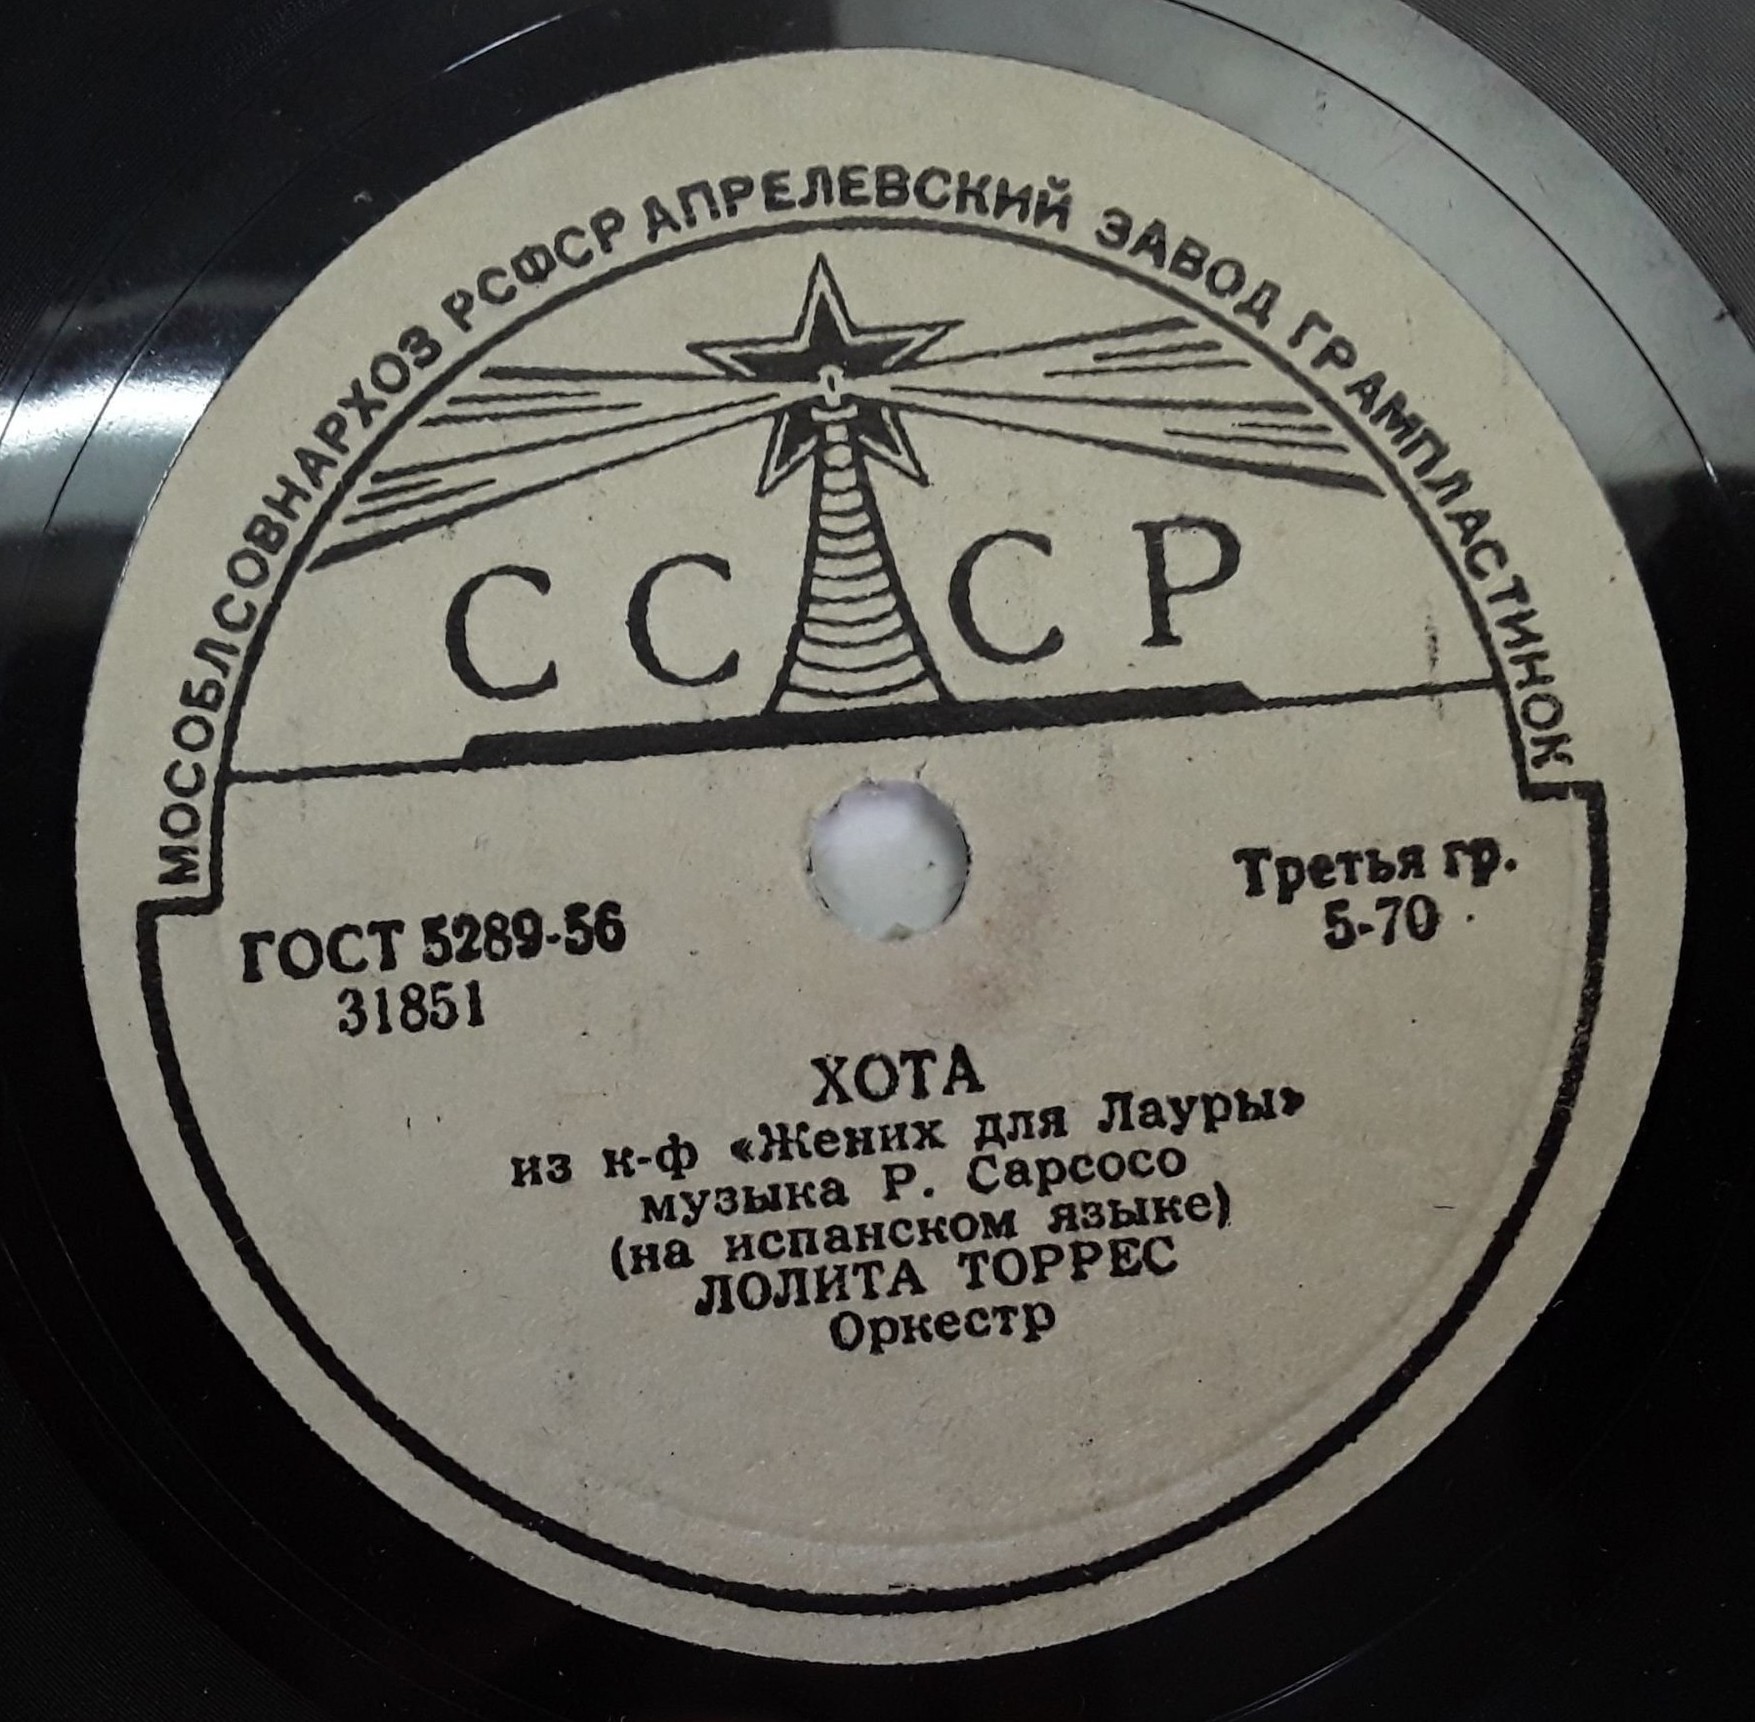 МОСОБЛСОВНАРХОЗ РСФСР АПРЕЛЕВСКИЙ ЗАВОД ГРАМПЛАСТИНОК
СССР
ГОСТ 5289-56
31851
Третья гр.
5-70
ХОТА
из к-ф «Жених для Лауры»
музыка Р. Сарсосо
(на испанском языке)
ЛОЛИТА ТОРРЕС
Оркестр